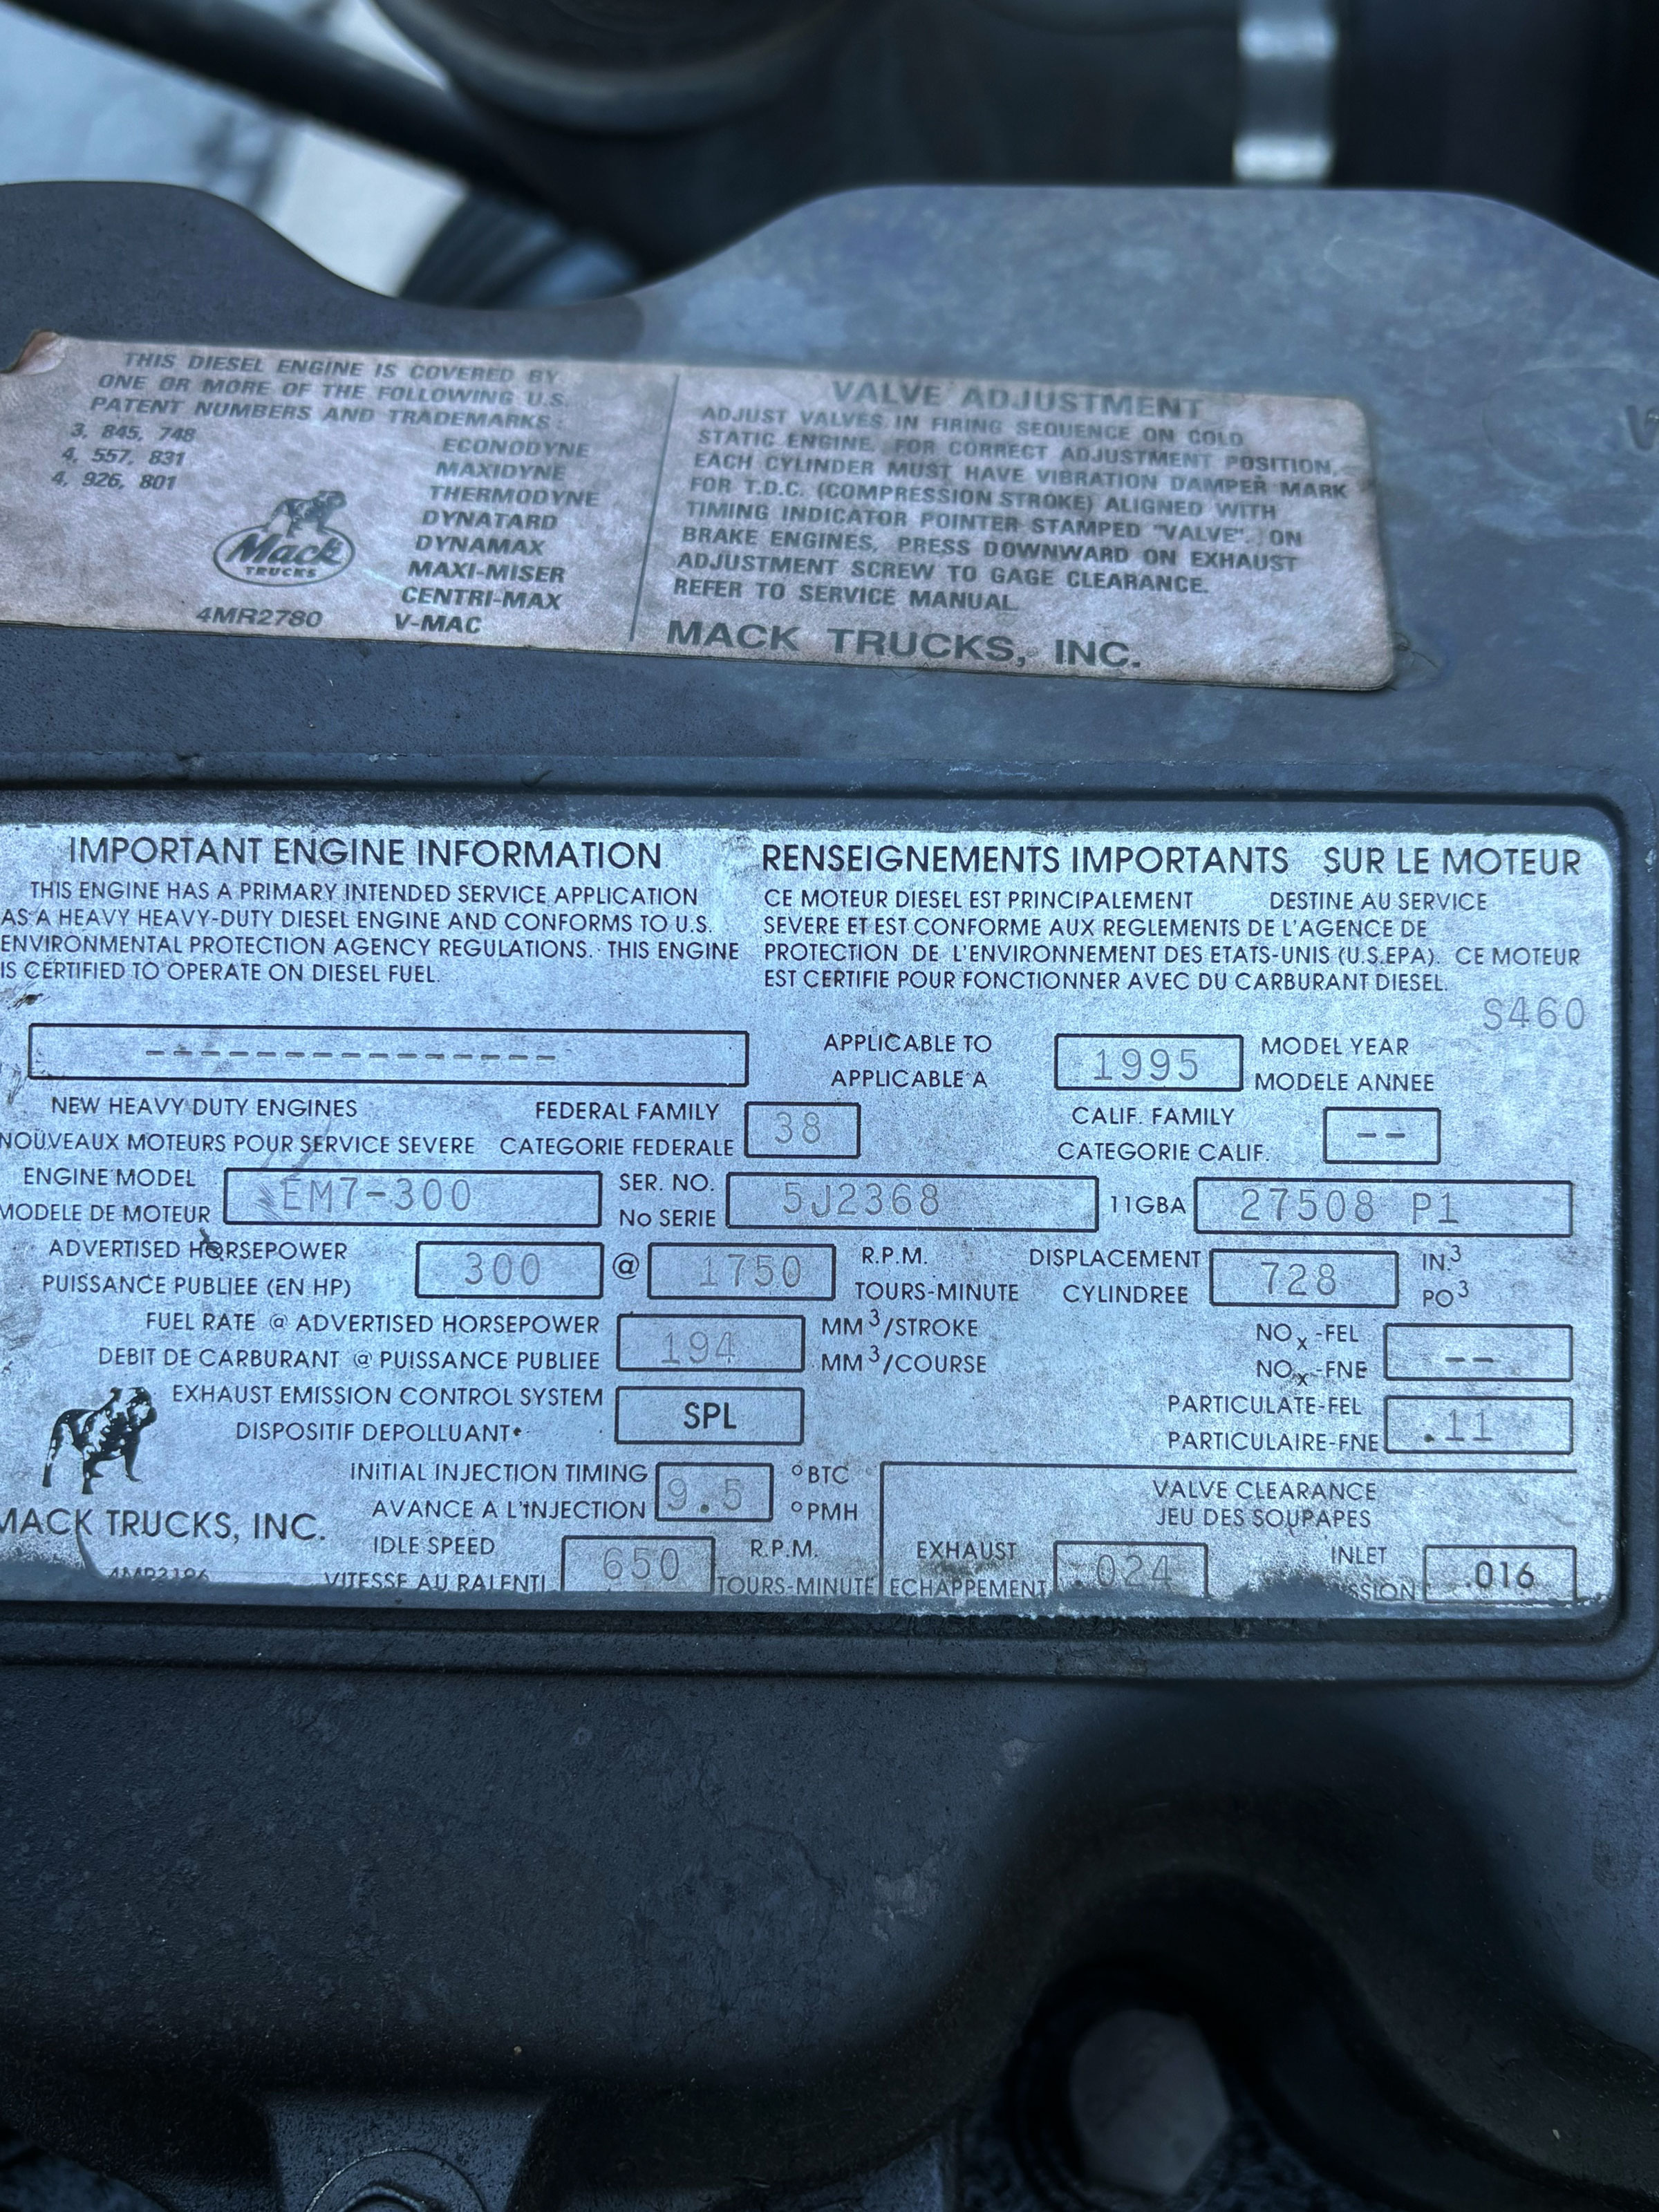 THIS DIESEL ENGINE IS COVERED BY
ONE OR MORE OF THE FOLLOWING U.S.
PATENT NUMBERS AND TRADEMARKS:
3, 845, 748
4, 557, 831
4, 926, 801
ECONODYNE
MAXIDYNE
THERMODYNE
DYNATARD
DYNAMAX
MAXI-MISER
CENTRI-MAX
V-MAC
Mack
TRUCKS
4MR2780
VALVE ADJUSTMENT
ADJUST VALVES IN FIRING SEQUENCE ON COLD
STATIC ENGINE. FOR CORRECT ADJUSTMENT POSITION,
EACH CYLINDER MUST HAVE VIBRATION DAMPER MARK
FOR T.D.C. (COMPRESSION STROKE) ALIGNED WITH
TIMING INDICATOR POINTER STAMPED "VALVE". ON
BRAKE ENGINES, PRESS DOWNWARD ON EXHAUST
ADJUSTMENT SCREW TO GAGE CLEARANCE.
REFER TO SERVICE MANUAL.
MACK TRUCKS, INC.
IMPORTANT ENGINE INFORMATION
THIS ENGINE HAS A PRIMARY INTENDED SERVICE APPLICATION
AS A HEAVY HEAVY-DUTY DIESEL ENGINE AND CONFORMS TO U.S.
ENVIRONMENTAL PROTECTION AGENCY REGULATIONS. THIS ENGINE
IS CERTIFIED TO OPERATE ON DIESEL FUEL.
RENSEIGNEMENTS IMPORTANTS SUR LE MOTEUR
CE MOTEUR DIESEL EST PRINCIPALEMENT DESTINE AU SERVICE
SEVERE ET EST CONFORME AUX REGLEMENTS DE L'AGENCE DE
PROTECTION DE L'ENVIRONNEMENT DES ETATS-UNIS (U.S.EPA). CE MOTEUR
EST CERTIFIE POUR FONCTIONNER AVEC DU CARBURANT DIESEL.
S460
--------------- APPLICABLE TO 1995 MODEL YEAR
APPLICABLE A MODELE ANNEE
NEW HEAVY DUTY ENGINES FEDERAL FAMILY 38 CALIF. FAMILY --
NOUVEAUX MOTEURS POUR SERVICE SEVERE CATEGORIE FEDERALE CATEGORIE CALIF.
ENGINE MODEL EM7-300 SER. NO. 5J2368 11GBA 27508 P1
MODELE DE MOTEUR No SERIE
ADVERTISED HORSEPOWER 300 @ 1750 R.P.M. DISPLACEMENT 728 IN.3
PUISSANCE PUBLIEE (EN HP) TOURS-MINUTE CYLINDREE PO3
FUEL RATE @ ADVERTISED HORSEPOWER 194 MM3/STROKE NOx-FEL --
DEBIT DE CARBURANT @ PUISSANCE PUBLIEE MM3/COURSE NOx-FNE
EXHAUST EMISSION CONTROL SYSTEM SPL PARTICULATE-FEL .11
DISPOSITIF DEPOLLUANT PARTICULAIRE-FNE
INITIAL INJECTION TIMING 9.5 °BTC VALVE CLEARANCE
AVANCE A L'INJECTION °PMH JEU DES SOUPAPES
MACK TRUCKS, INC.
IDLE SPEED 650 R.P.M. EXHAUST .024 INLET .016
4MR3196 VITESSE AU RALENTI TOURS-MINUTE ECHAPPEMENT SSION